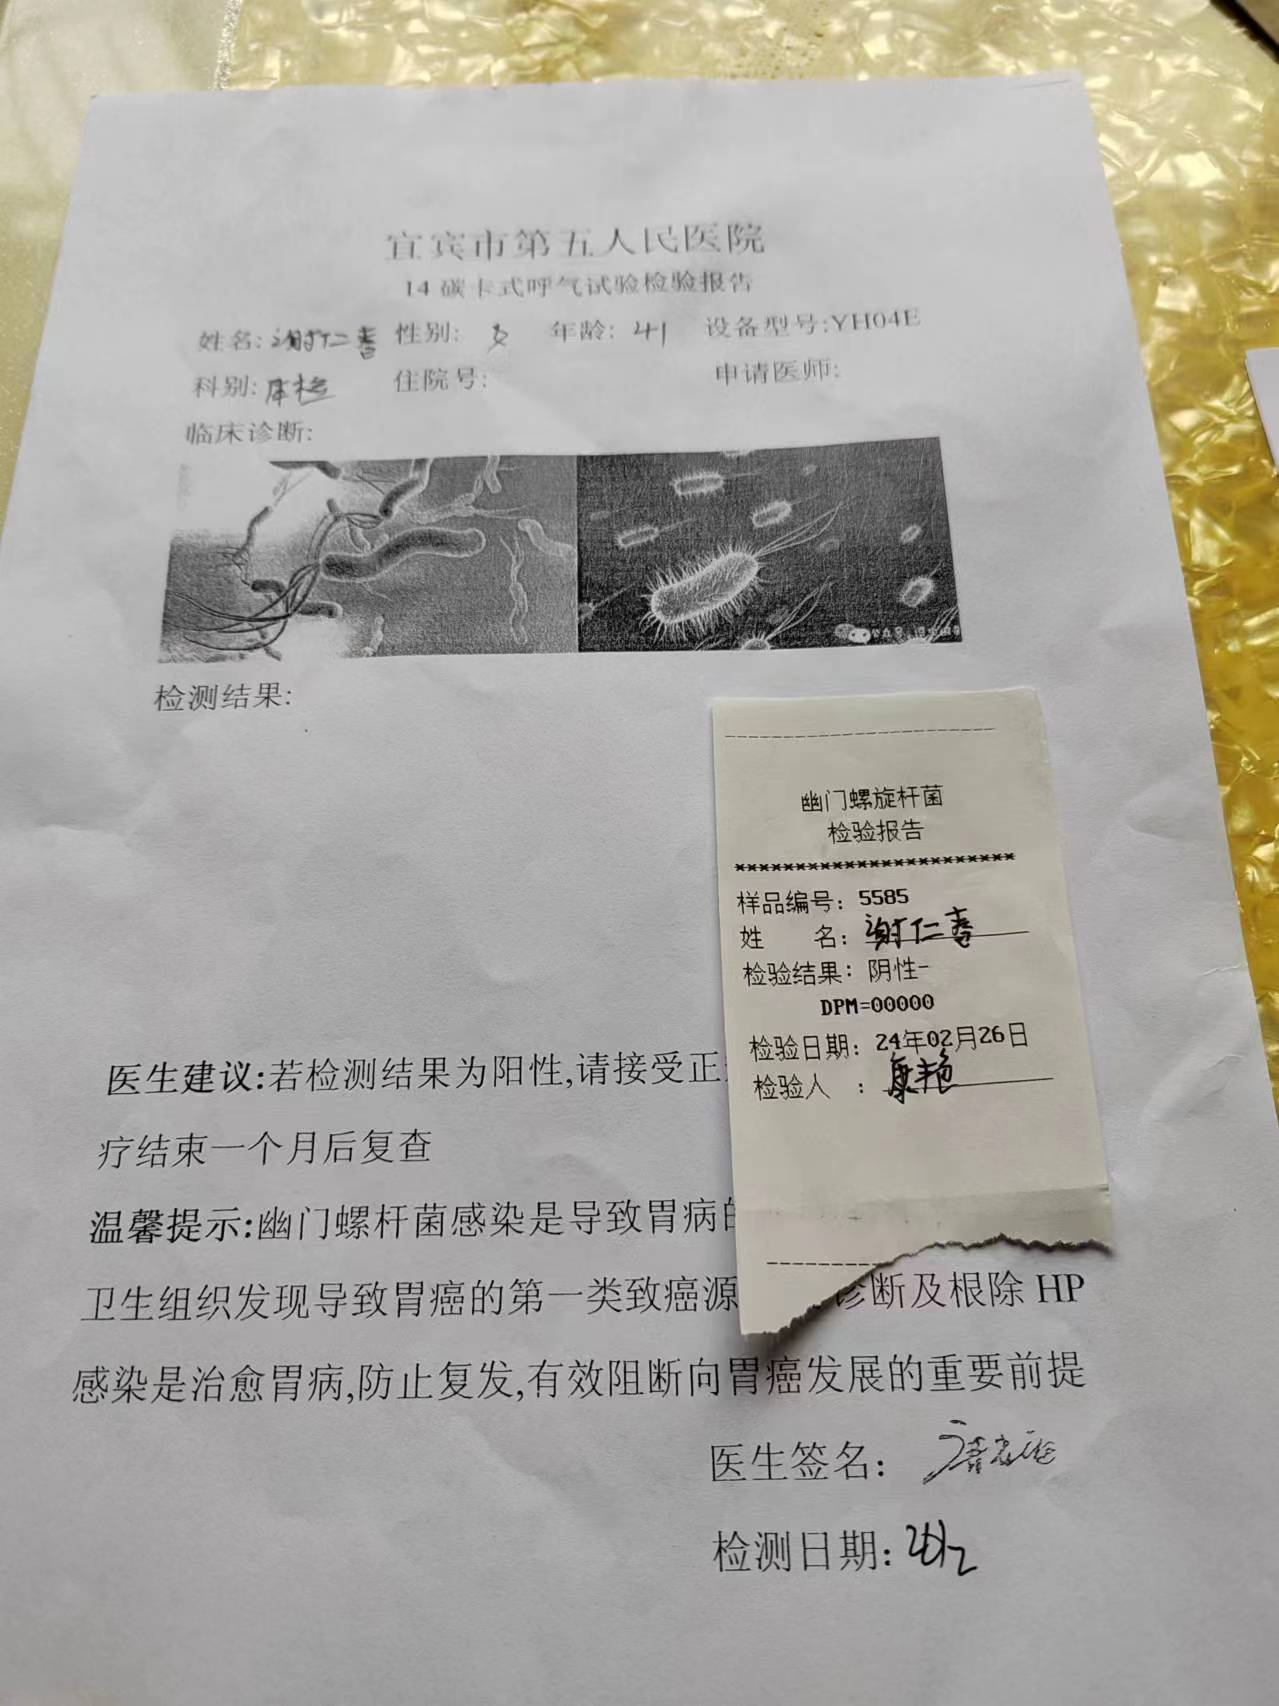 宜宾市第五人民医院
14碳卡式呼气试验检验报告
姓名:谢仁春 性别: 女 年龄: 41 设备型号:YH04E
科别:体检 住院号: 申请医师:
临床诊断:
检测结果:
幽门螺旋杆菌
检验报告
***********************
样品编号: 5585
姓 名: 谢仁春
检验结果: 阴性-
DPM=00000
检验日期: 24年02月26日
检验人 : 康艳
医生建议:若检测结果为阳性,请接受正
疗结束一个月后复查
温馨提示:幽门螺杆菌感染是导致胃病的
卫生组织发现导致胃癌的第一类致癌源 诊断及根除 HP
感染是治愈胃病,防止复发,有效阻断向胃癌发展的重要前提
医生签名:
检测日期: